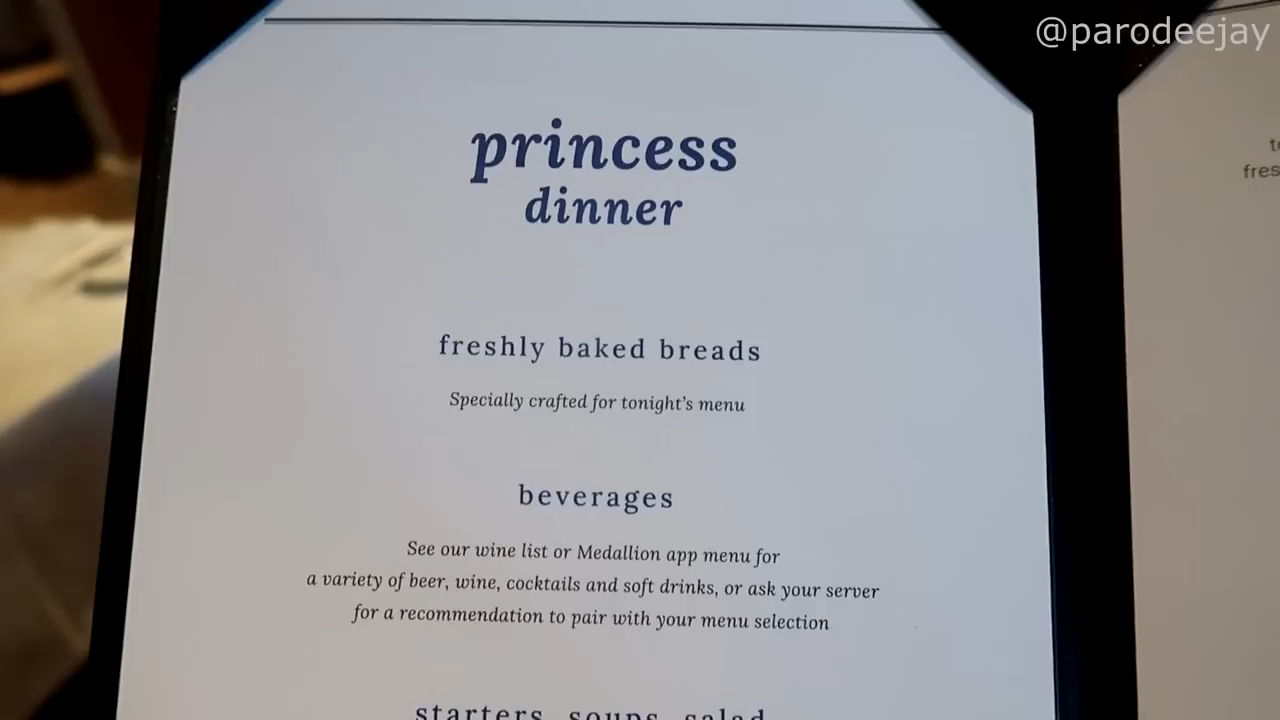 @parodeejay
princess
dinner
freshly baked breads
Specially crafted for tonight's menu
beverages
See our wine list or Medallion app menu for
a variety of beer, wine, cocktails and soft drinks, or ask your server
for a recommendation to pair with your menu selection
starters, soups, salad